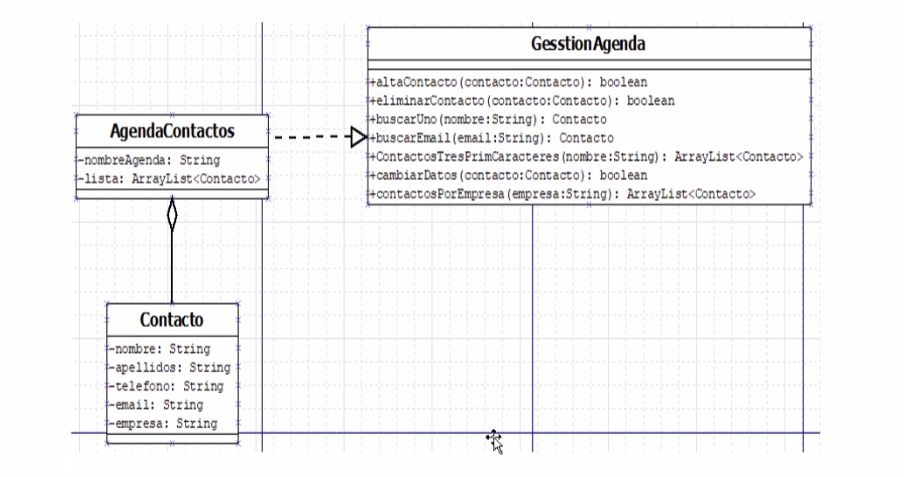 GesstionAgenda
+altaContacto(contacto:Contacto): boolean
+eliminarContacto(contacto:Contacto): boolean
+buscarUno(nombre:String): Contacto
+buscarEmail(email:String): Contacto
+ContactosTresPrimCaracteres(nombre:String): ArrayList<Contacto>
+cambiarDatos(contacto:Contacto): boolean
+contactosPorEmpresa(empresa:String): ArrayList<Contacto>
AgendaContactos
-nombreAgenda: String
-lista: ArrayList<Contacto>
Contacto
-nombre: String
-apellidos: String
-telefono: String
-email: String
-empresa: String